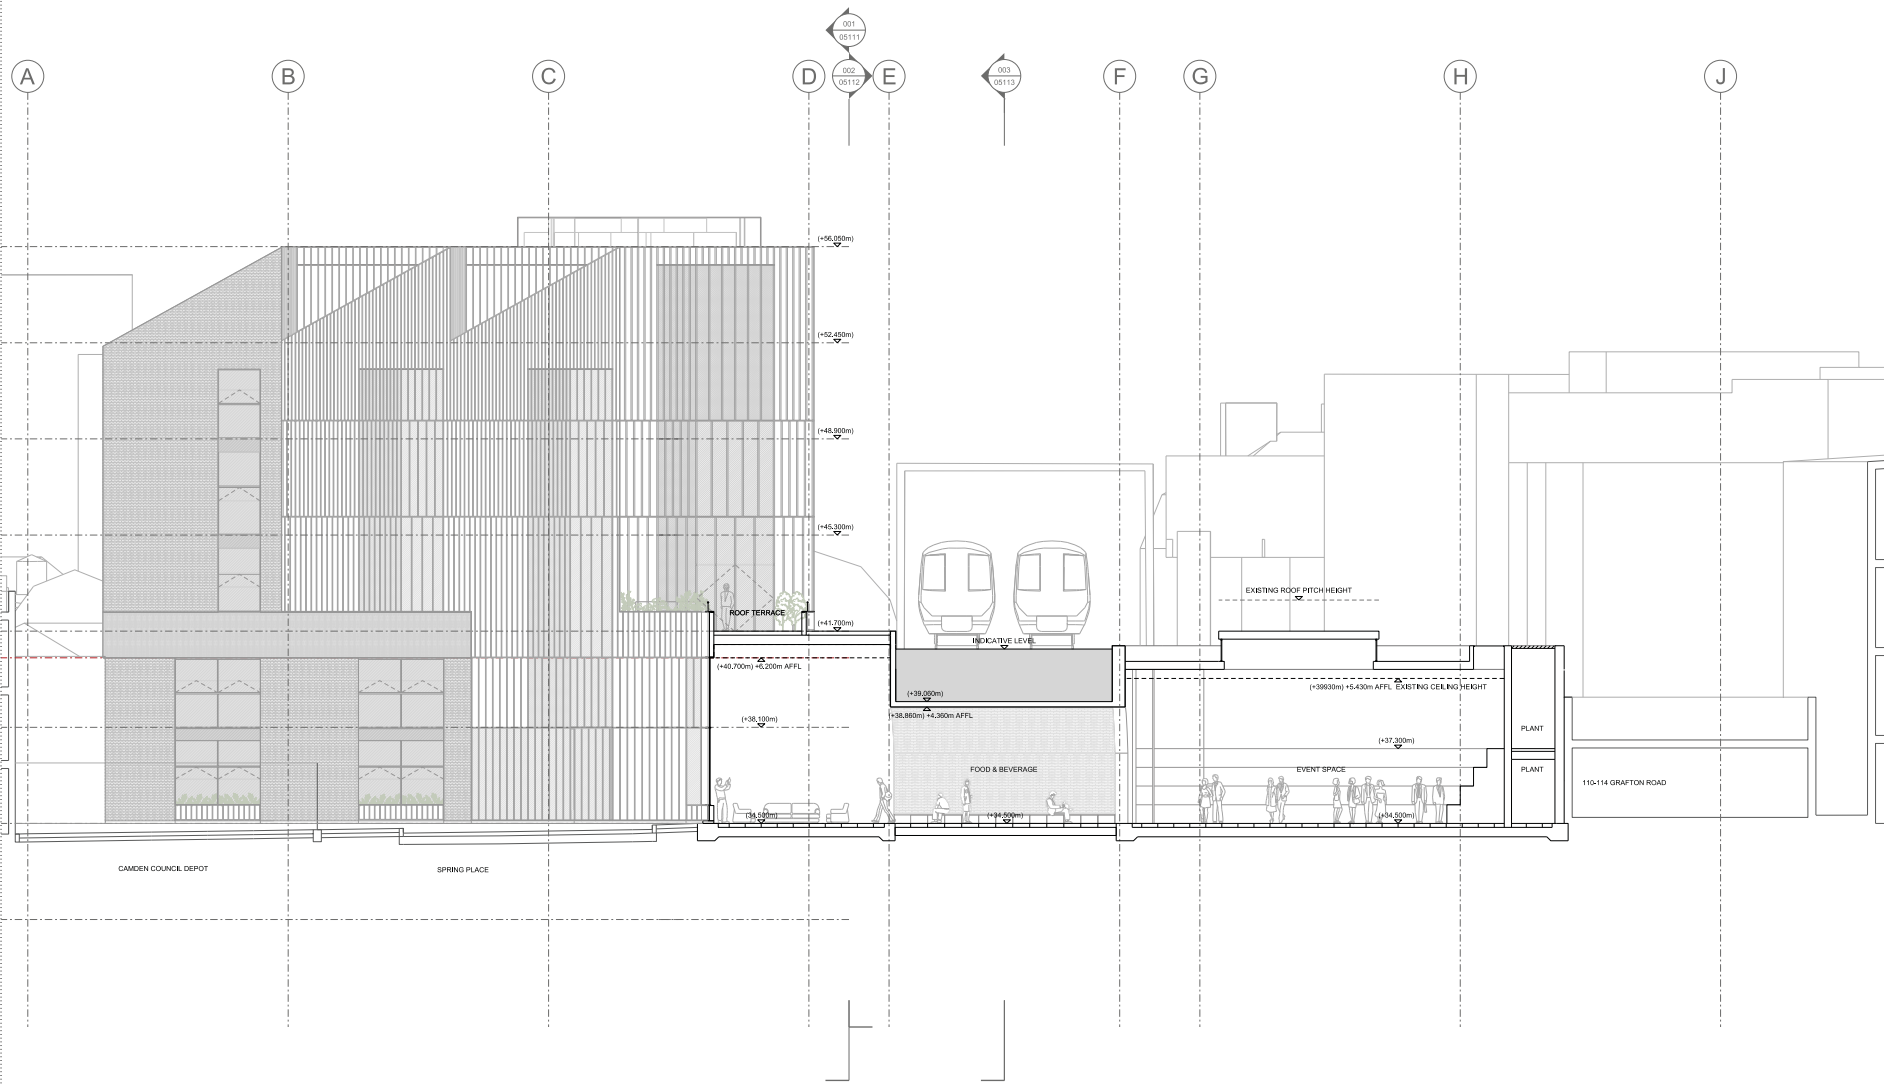 001
05111
A
B
C
D
002
05112
E
003
05113
F
G
H
J
(+56.050m)
(+52.450m)
(+48.900m)
(+45.300m)
EXISTING ROOF PITCH HEIGHT
ROOF TERRACE
(+41.700m)
INDICATIVE LEVEL
(+40.700m) +6.200m AFFL
(+39930m) +5.430m AFFL EXISTING CEILING HEIGHT
(+39.060m)
(+38.860m) +4.360m AFFL
(+38.100m)
PLANT
(+37.300m)
FOOD & BEVERAGE
EVENT SPACE
PLANT
110-114 GRAFTON ROAD
(34.500m)
(+34.500m)
(+34.500m)
CAMDEN COUNCIL DEPOT
SPRING PLACE